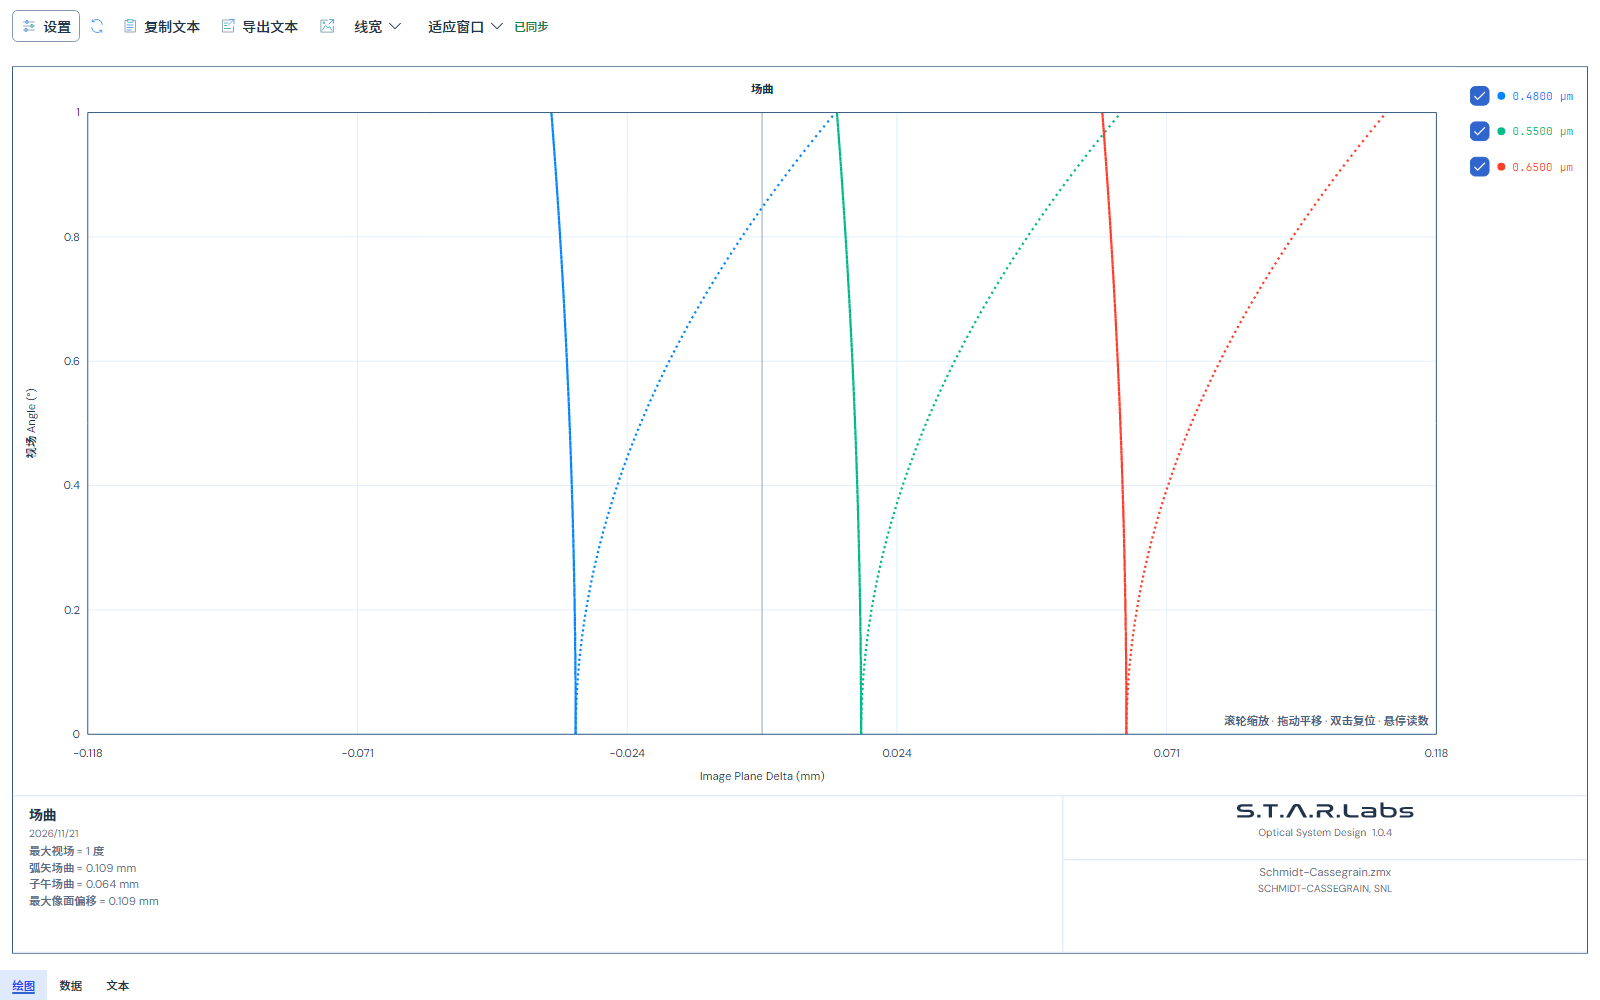 设置 复制文本 导出文本 线宽 适应窗口 已同步
场曲
0.4800 µm
0.5500 µm
0.6500 µm
1
0.8
0.6
0.4
0.2
0
视场 Angle (°)
滚轮缩放 · 拖动平移 · 双击复位 · 悬停读数
-0.118 -0.071 -0.024 0.024 0.071 0.118
Image Plane Delta (mm)
场曲
2026/11/21
最大视场 = 1 度
弧矢场曲 = 0.109 mm
子午场曲 = 0.064 mm
最大像面偏移 = 0.109 mm
S.T.A.R.Labs
Optical System Design 1.0.4
Schmidt-Cassegrain.zmx
SCHMIDT-CASSEGRAIN, SNL
绘图 数据 文本